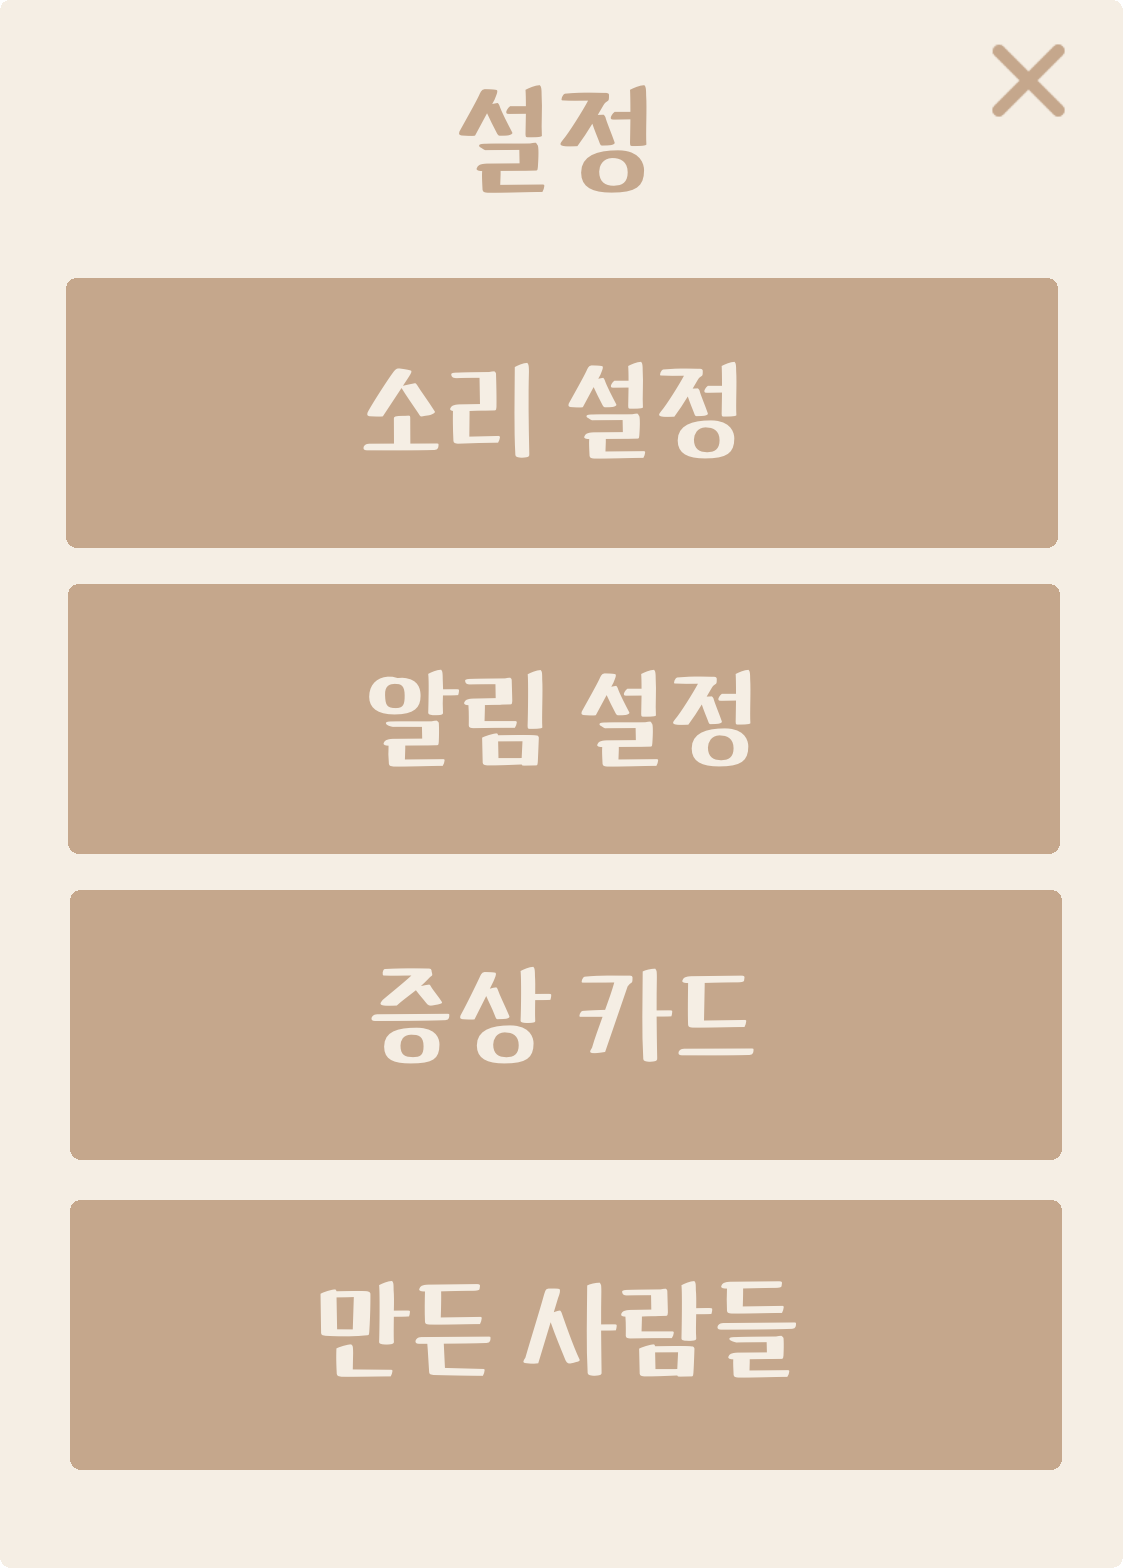 설정
소리 설정
알림 설정
증상 카드
만든 사람들